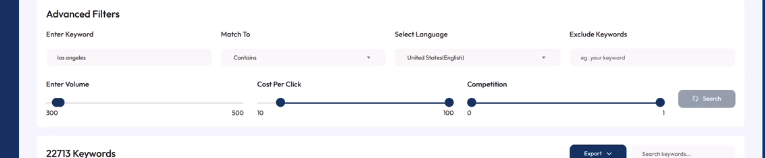 Advanced Filters
Enter Keyword Match To Select Language Exclude Keywords
los angeles Contains United States(English) eg. your keyword
Enter Volume Cost Per Click Competition
Search
300 500 10 100 0 1
22713 Keywords Export Search keywords...